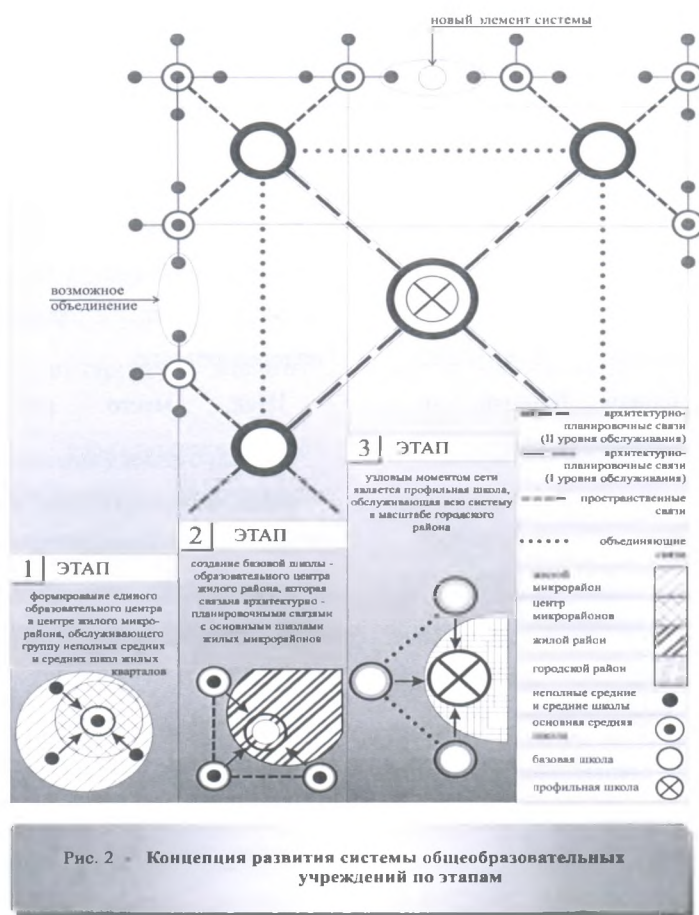 новый элемент системы
возможное
объединение
3 ЭТАП
узловым моментом сети
является профильная школа,
обслуживающая всю систему
в масштабе городского
района
2 ЭТАП
создание базовой школы -
образовательного центра
жилого района, которая
связана архитектурно -
планировочными связями
с основными школами
жилых микрорайонов
1 ЭТАП
формирование единого
образовательного центра
в центре жилого микро-
района, обслуживающего
группу неполных средних
и средних школ жилых
кварталов
архитектурно-
планировочные связи
(II уровня обслуживания)
архитектурно-
планировочные связи
(I уровня обслуживания)
пространственные
связи
объединяющие
связи
жилой
микрорайон
центр
микрорайонов
жилой район
городской район
неполные средние
и средние школы
основная средняя
школа
базовая школа
профильная школа
Рис. 2 - Концепция развития системы общеобразовательных
учреждений по этапам